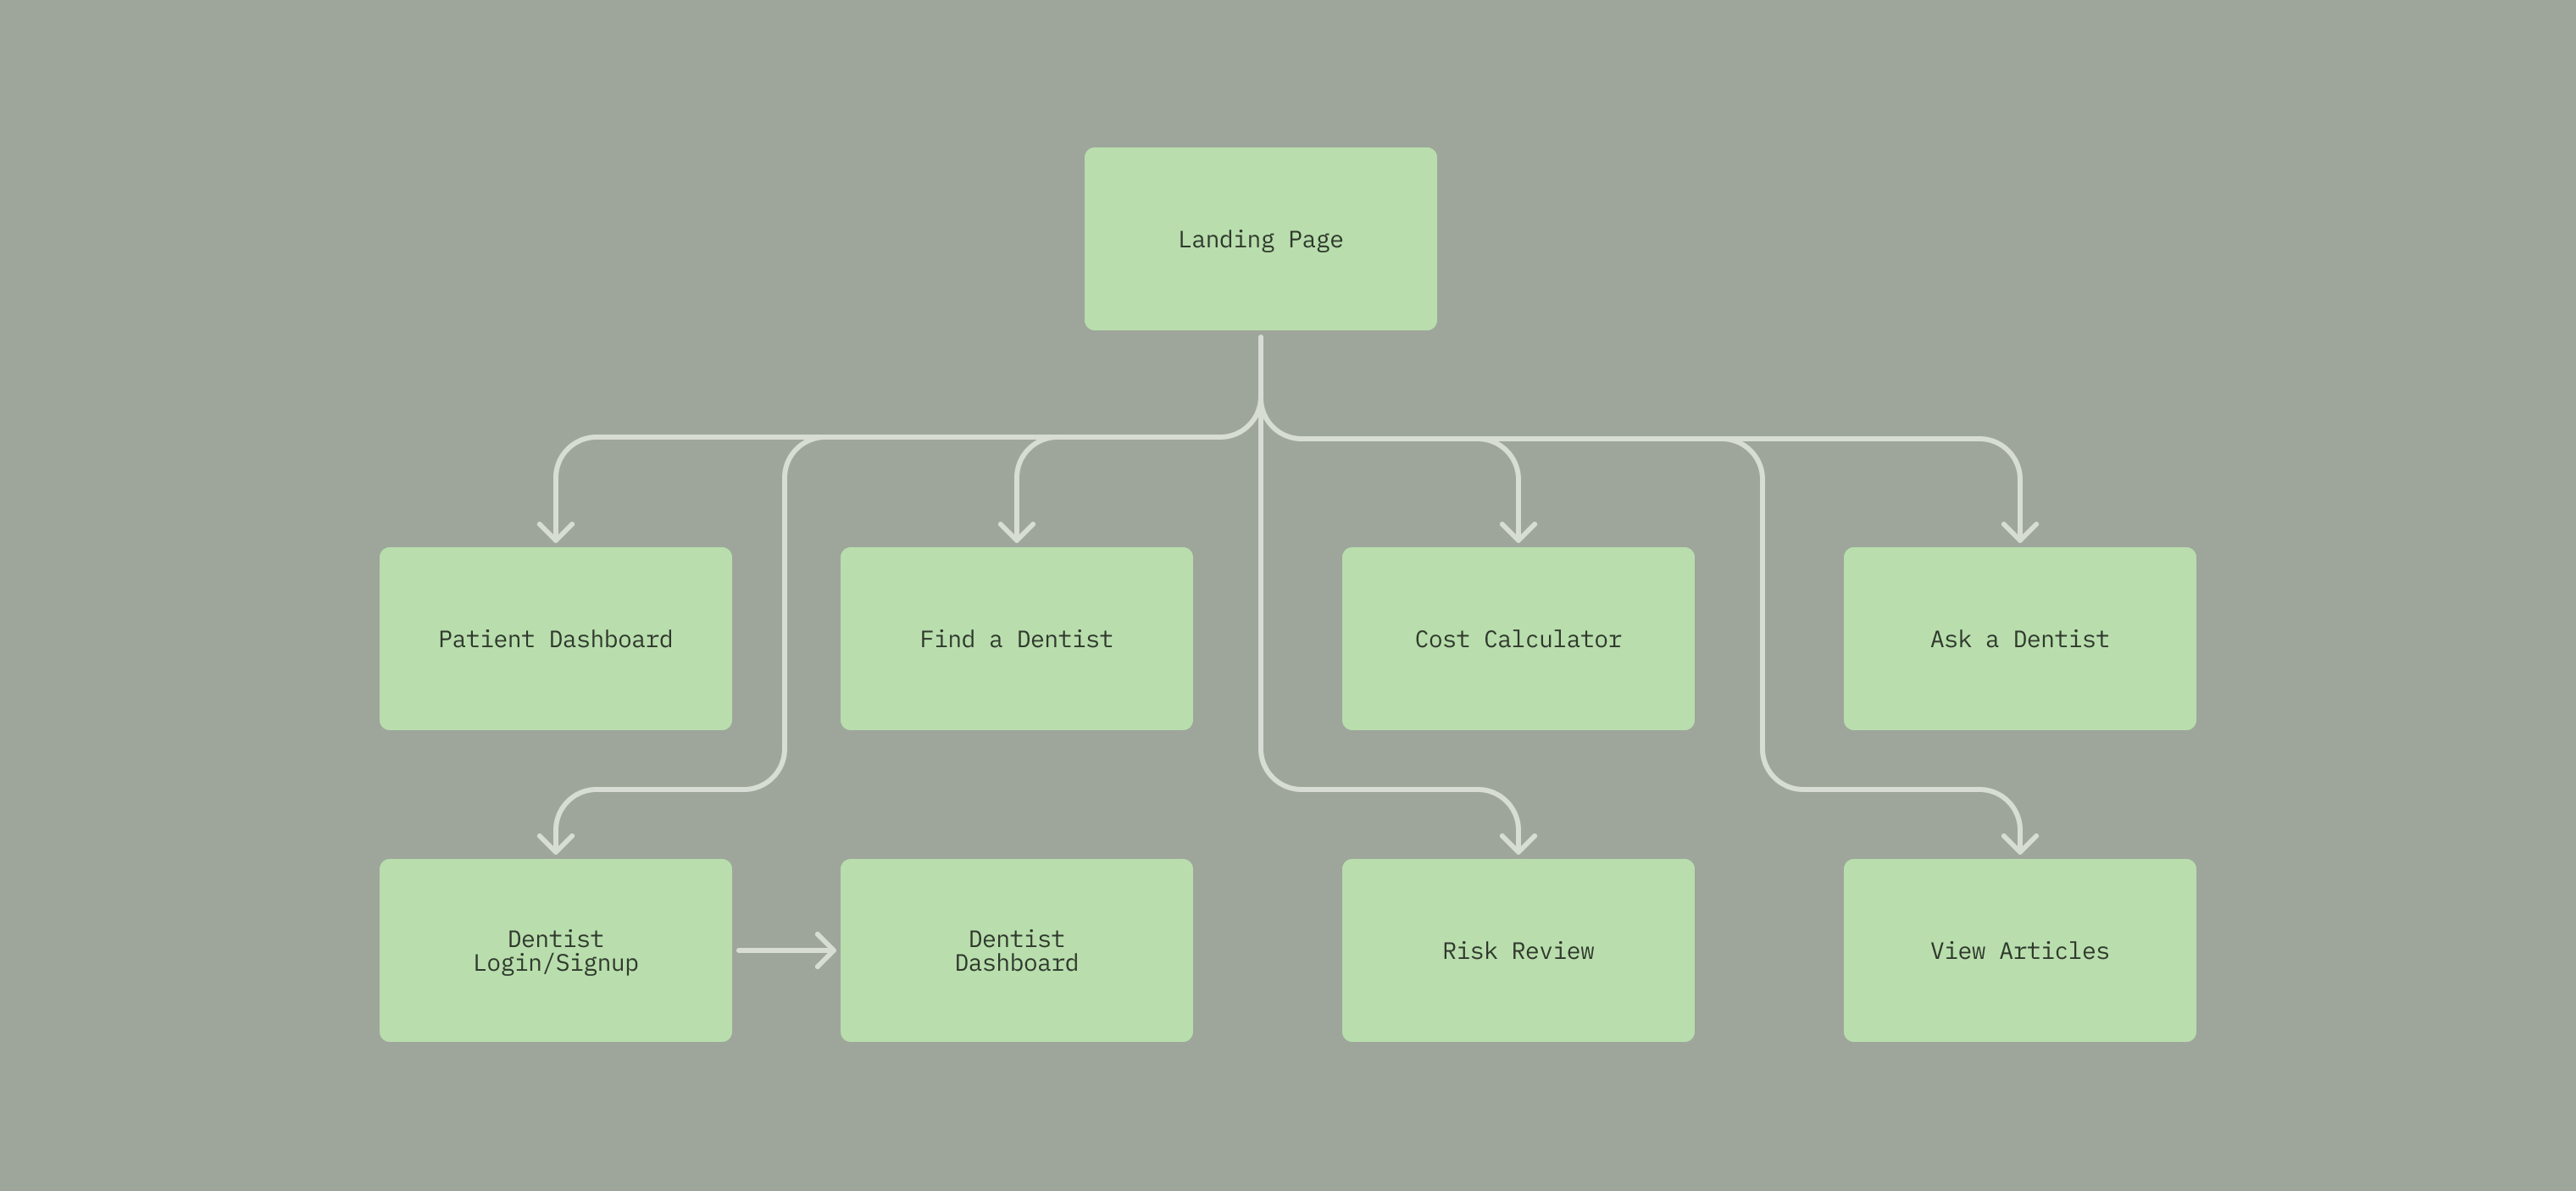 Landing Page
Patient Dashboard
Find a Dentist
Cost Calculator
Ask a Dentist
Dentist
Login/Signup
Dentist
Dashboard
Risk Review
View Articles